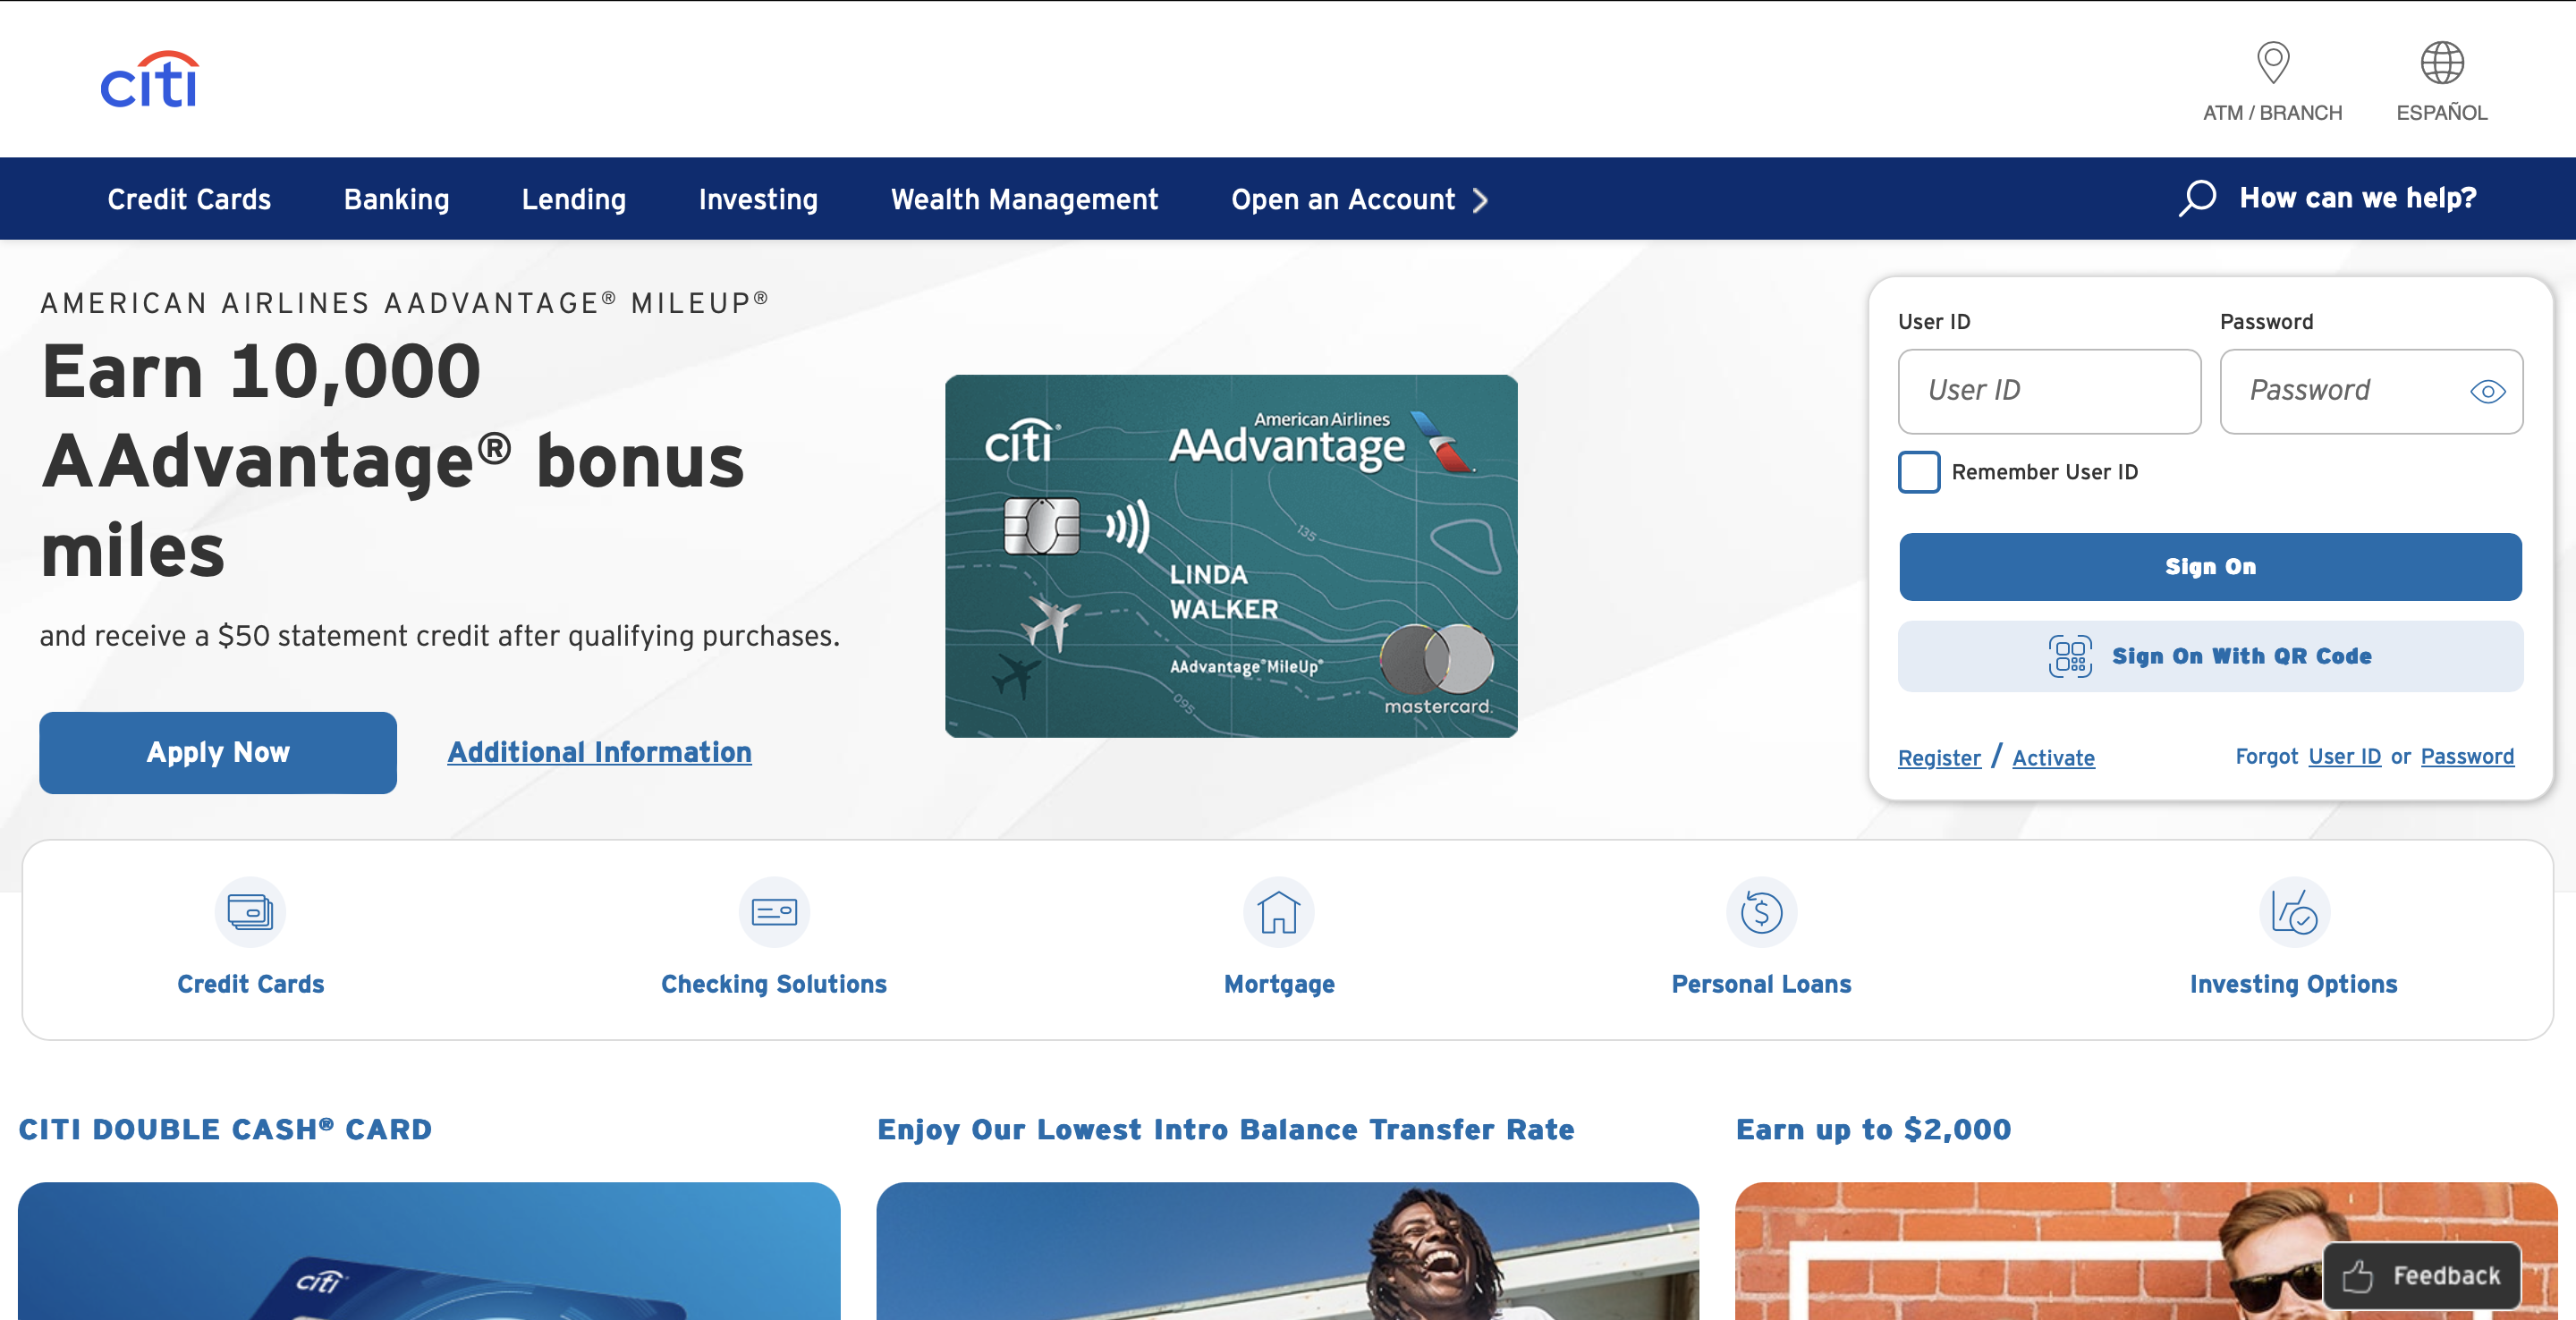 citi
ATM / BRANCH
ESPAÑOL
Credit Cards
Banking
Lending
Investing
Wealth Management
Open an Account
How can we help?
AMERICAN AIRLINES AADVANTAGE® MILEUP®
Earn 10,000
AAdvantage® bonus
miles
and receive a $50 statement credit after qualifying purchases.
Apply Now
Additional Information
citi®
American Airlines
AAdvantage
135
LINDA
WALKER
AAdvantage® MileUp®
095
mastercard.
User ID
Password
User ID
Password
Remember User ID
Sign On
Sign On With QR Code
Register / Activate
Forgot User ID or Password
Credit Cards
Checking Solutions
Mortgage
Personal Loans
Investing Options
CITI DOUBLE CASH® CARD
Enjoy Our Lowest Intro Balance Transfer Rate
Earn up to $2,000
citi
Feedback